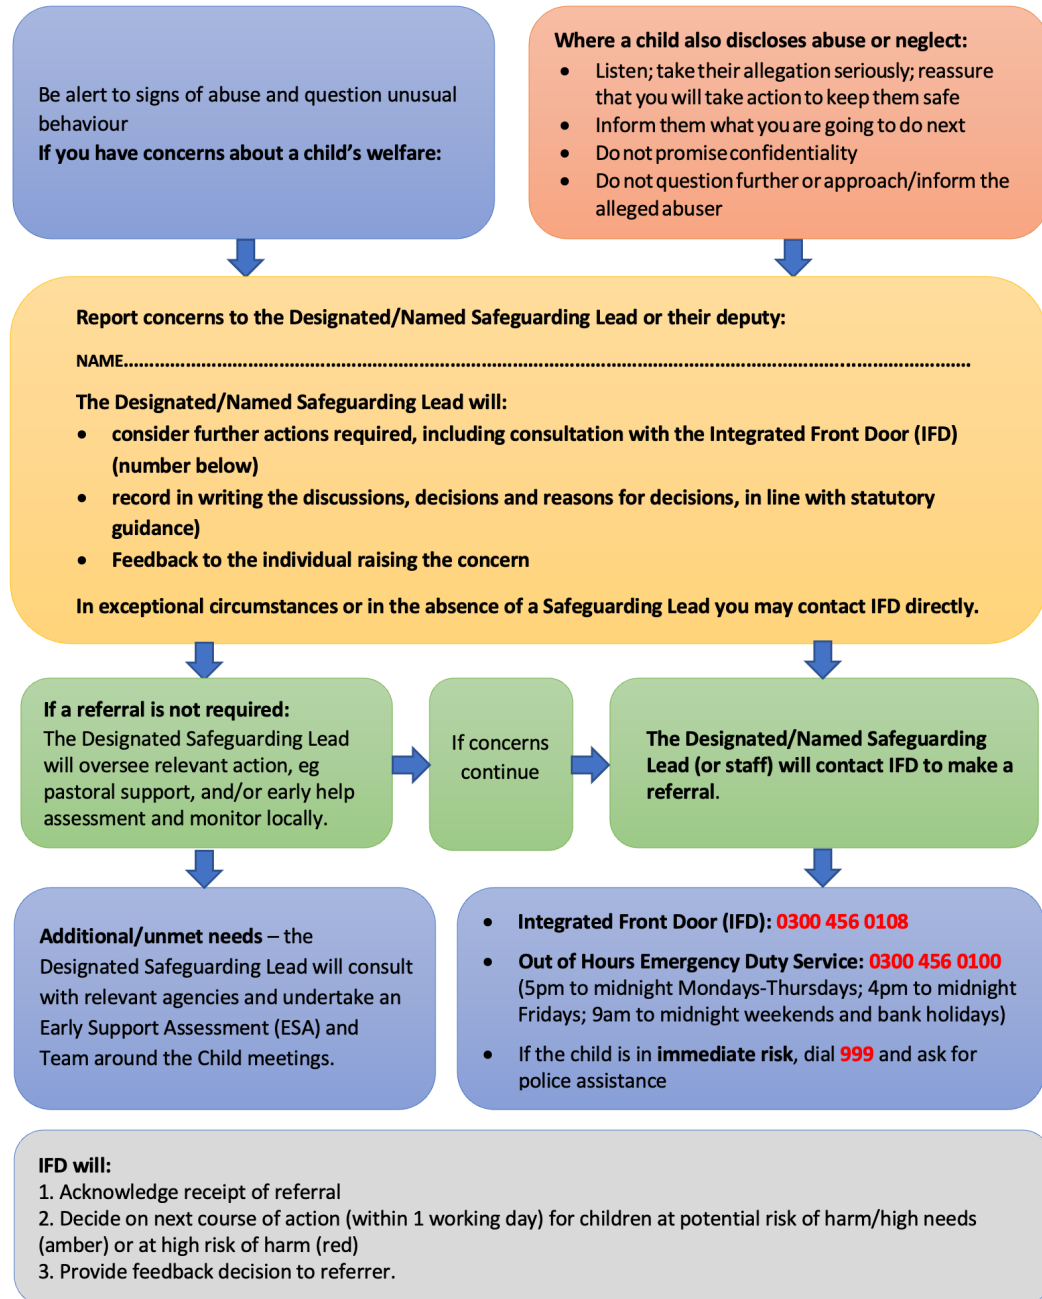 Be alert to signs of abuse and question unusual
behaviour
If you have concerns about a child’s welfare:
Where a child also discloses abuse or neglect:
• Listen; take their allegation seriously; reassure
that you will take action to keep them safe
• Inform them what you are going to do next
• Do not promise confidentiality
• Do not question further or approach/inform the
alleged abuser
Report concerns to the Designated/Named Safeguarding Lead or their deputy:
NAME……………………………………………………………………………………………………………………………………
The Designated/Named Safeguarding Lead will:
• consider further actions required, including consultation with the Integrated Front Door (IFD)
(number below)
• record in writing the discussions, decisions and reasons for decisions, in line with statutory
guidance)
• Feedback to the individual raising the concern
In exceptional circumstances or in the absence of a Safeguarding Lead you may contact IFD directly.
If a referral is not required:
The Designated Safeguarding Lead
will oversee relevant action, eg
pastoral support, and/or early help
assessment and monitor locally.
If concerns
continue
The Designated/Named Safeguarding
Lead (or staff) will contact IFD to make a
referral.
Additional/unmet needs – the
Designated Safeguarding Lead will consult
with relevant agencies and undertake an
Early Support Assessment (ESA) and
Team around the Child meetings.
• Integrated Front Door (IFD): 0300 456 0108
• Out of Hours Emergency Duty Service: 0300 456 0100
(5pm to midnight Mondays-Thursdays; 4pm to midnight
Fridays; 9am to midnight weekends and bank holidays)
• If the child is in immediate risk, dial 999 and ask for
police assistance
IFD will:
1. Acknowledge receipt of referral
2. Decide on next course of action (within 1 working day) for children at potential risk of harm/high needs
(amber) or at high risk of harm (red)
3. Provide feedback decision to referrer.